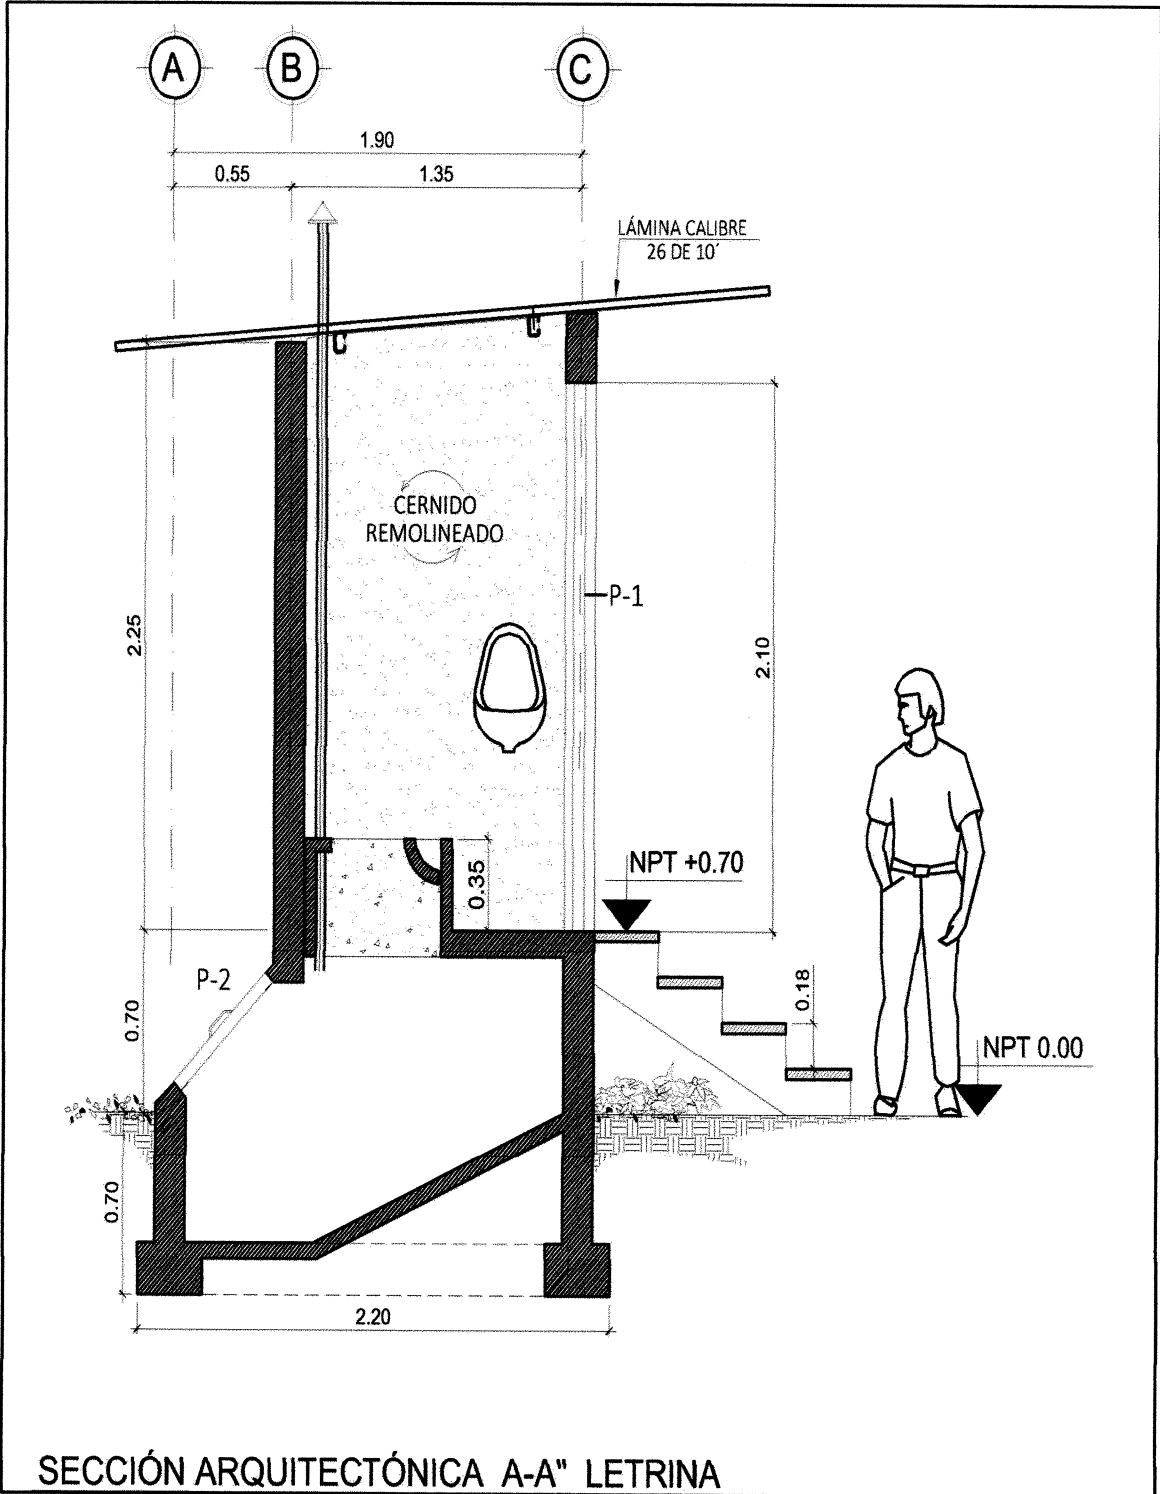 A
B
C
1.90
0.55
1.35
LÁMINA CALIBRE
26 DE 10´
CERNIDO
REMOLINEADO
P-1
2.25
2.10
0.35
NPT +0.70
P-2
0.18
0.70
NPT 0.00
0.70
2.20
SECCIÓN ARQUITECTÓNICA A-A" LETRINA